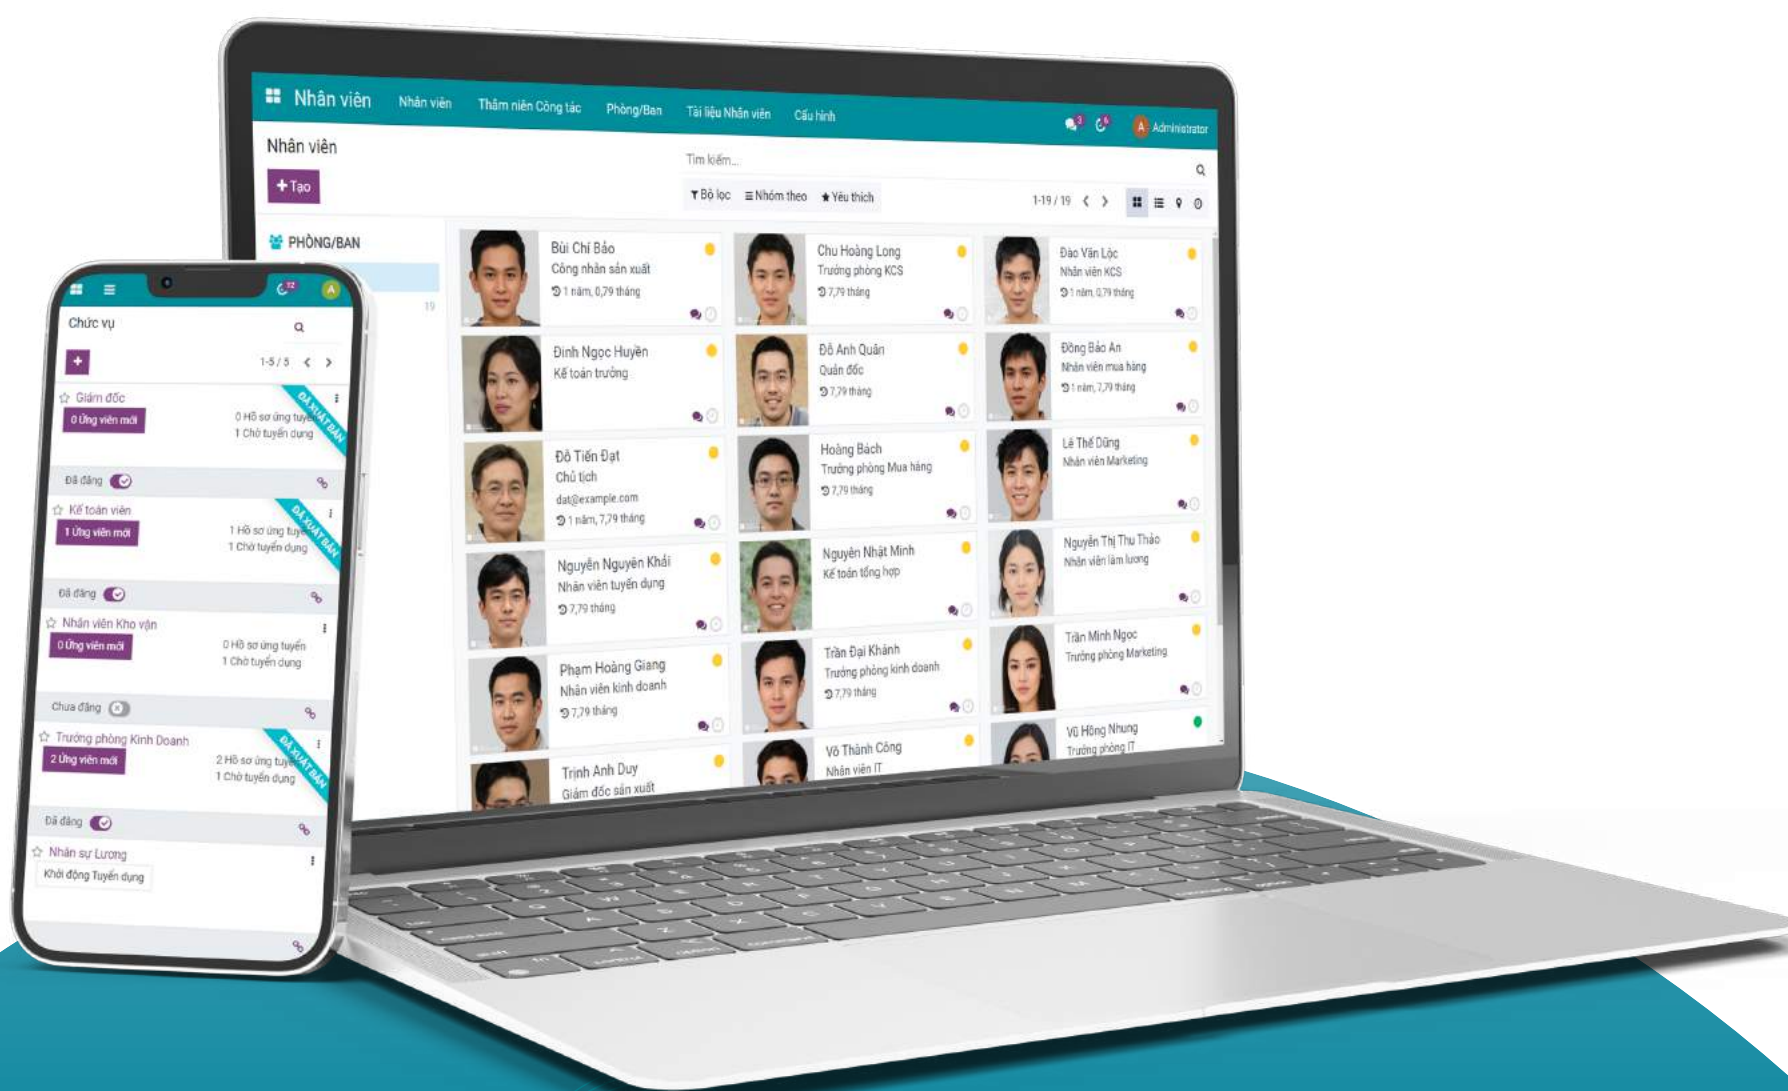 Nhân viên
Nhân viên
Thâm niên Công tác
Phòng/Ban
Tài liệu Nhân viên
Cấu hình
3
6
A
Administrator
Nhân viên
+Tạo
Tìm kiếm...
Bộ lọc
Nhóm theo
Yêu thích
1-19 / 19
PHÒNG/BAN
19
Bùi Chí Bảo
Công nhân sản xuất
1 năm, 0,79 tháng
Chu Hoàng Long
Trưởng phòng KCS
7,79 tháng
Đào Văn Lộc
Nhân viên KCS
1 năm, 0,79 tháng
Đinh Ngọc Huyền
Kế toán trưởng
Đỗ Anh Quân
Quản đốc
7,79 tháng
Đồng Bảo An
Nhân viên mua hàng
1 năm, 7,79 tháng
Đỗ Tiến Đạt
Chủ tịch
dat@example.com
1 năm, 7,79 tháng
Hoàng Bách
Trưởng phòng Mua hàng
7,79 tháng
Lê Thế Dũng
Nhân viên Marketing
Nguyễn Nguyên Khải
Nhân viên tuyển dụng
7,79 tháng
Nguyễn Nhật Minh
Kế toán tổng hợp
Nguyễn Thị Thu Thảo
Nhân viên làm lương
Phạm Hoàng Giang
Nhân viên kinh doanh
7,79 tháng
Trần Đại Khánh
Trưởng phòng kinh doanh
7,79 tháng
Trần Minh Ngọc
Trưởng phòng Marketing
Trịnh Anh Duy
Giám đốc sản xuất
Võ Thành Công
Nhân viên IT
Vũ Hồng Nhung
Trưởng phòng IT
12
A
Chức vụ
+
1-5 / 5
Giám đốc
0 Ứng viên mới
0 Hồ sơ ứng tuyển
1 Chờ tuyển dụng
ĐÃ XUẤT BẢN
Đã đăng
Kế toán viên
1 Ứng viên mới
1 Hồ sơ ứng tuyển
1 Chờ tuyển dụng
ĐÃ XUẤT BẢN
Đã đăng
Nhân viên Kho vận
0 Ứng viên mới
0 Hồ sơ ứng tuyển
1 Chờ tuyển dụng
Chưa đăng
Trưởng phòng Kinh Doanh
2 Ứng viên mới
2 Hồ sơ ứng tuyển
1 Chờ tuyển dụng
ĐÃ XUẤT BẢN
Đã đăng
Nhân sự Lương
Khởi động Tuyển dụng